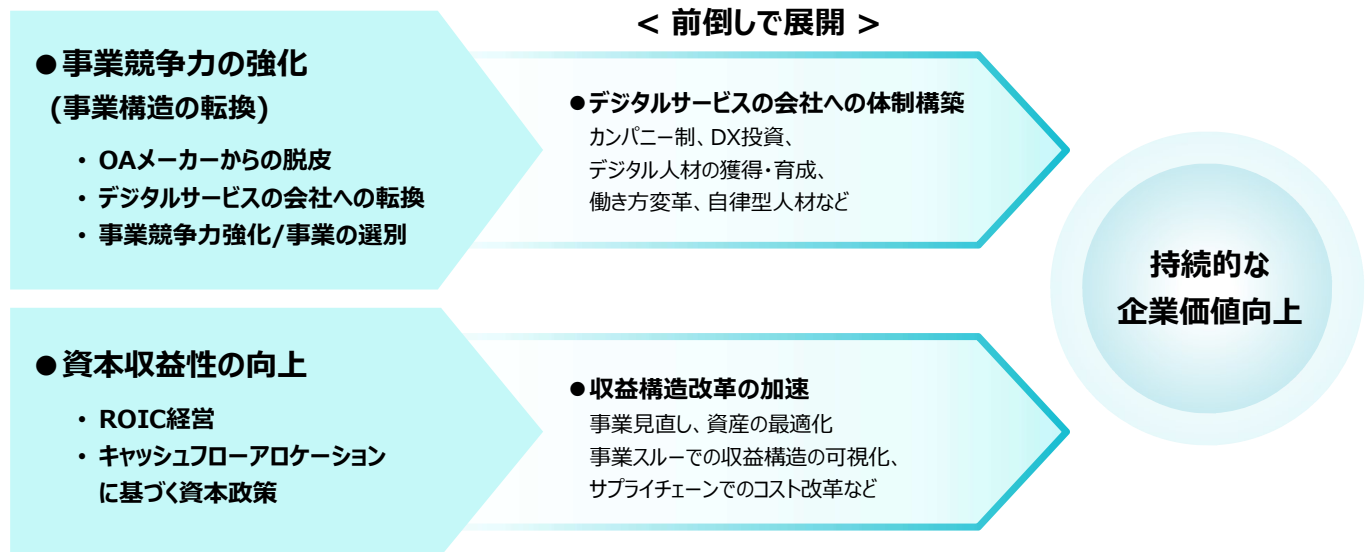 < 前倒しで展開 >
●事業競争力の強化
(事業構造の転換)
・ OAメーカーからの脱皮
・ デジタルサービスの会社への転換
・ 事業競争力強化/事業の選別
●デジタルサービスの会社への体制構築
カンパニー制、DX投資、
デジタル人材の獲得・育成、
働き方変革、自律型人材など
●資本収益性の向上
・ ROIC経営
・ キャッシュフローアロケーション
に基づく資本政策
●収益構造改革の加速
事業見直し、資産の最適化
事業スルーでの収益構造の可視化、
サプライチェーンでのコスト改革など
持続的な
企業価値向上